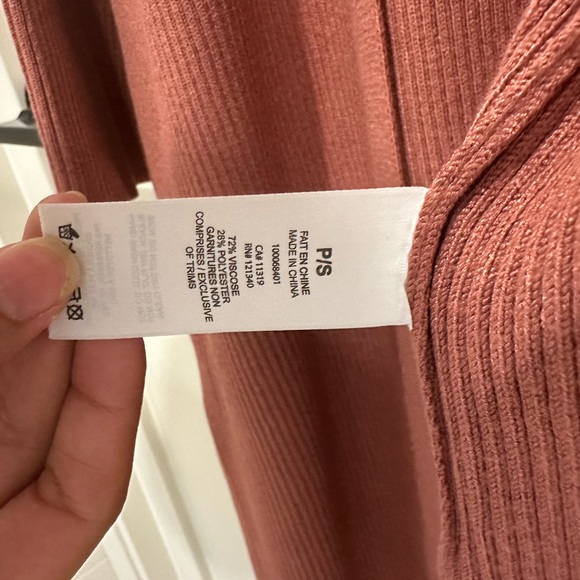 P/S
FAIT EN CHINE
MADE IN CHINA
100068401
CA# 11319
RN# 121340
72% VISCOSE
28% POLYESTER
GARNITURES NON
COMPRISES / EXCLUSIVE
OF TRIMS